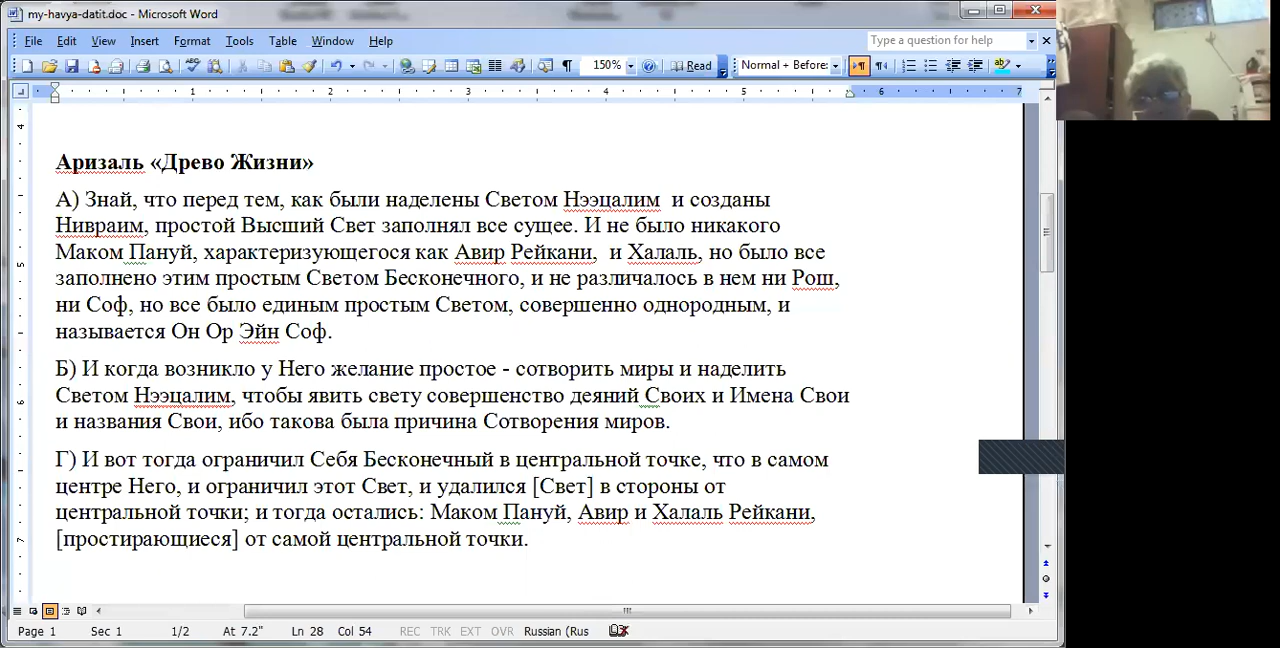 my-havya-datit.doc - Microsoft Word
File Edit View Insert Format Tools Table Window Help Type a question for help
150% Read Normal + Before:
1 2 3 4 5 6 7
Аризаль «Древо Жизни»
А) Знай, что перед тем, как были наделены Светом Нээцалим и созданы
Нивраим, простой Высший Свет заполнял все сущее. И не было никакого
Маком Пануй, характеризующегося как Авир Рейкани, и Халаль, но было все
заполнено этим простым Светом Бесконечного, и не различалось в нем ни Рош,
ни Соф, но все было единым простым Светом, совершенно однородным, и
называется Он Ор Эйн Соф.
Б) И когда возникло у Него желание простое - сотворить миры и наделить
Светом Нээцалим, чтобы явить свету совершенство деяний Своих и Имена Свои
и названия Свои, ибо такова была причина Сотворения миров.
Г) И вот тогда ограничил Себя Бесконечный в центральной точке, что в самом
центре Него, и ограничил этот Свет, и удалился [Свет] в стороны от
центральной точки; и тогда остались: Маком Пануй, Авир и Халаль Рейкани,
[простирающиеся] от самой центральной точки.
Page 1 Sec 1 1/2 At 7.2" Ln 28 Col 54 REC TRK EXT OVR Russian (Rus